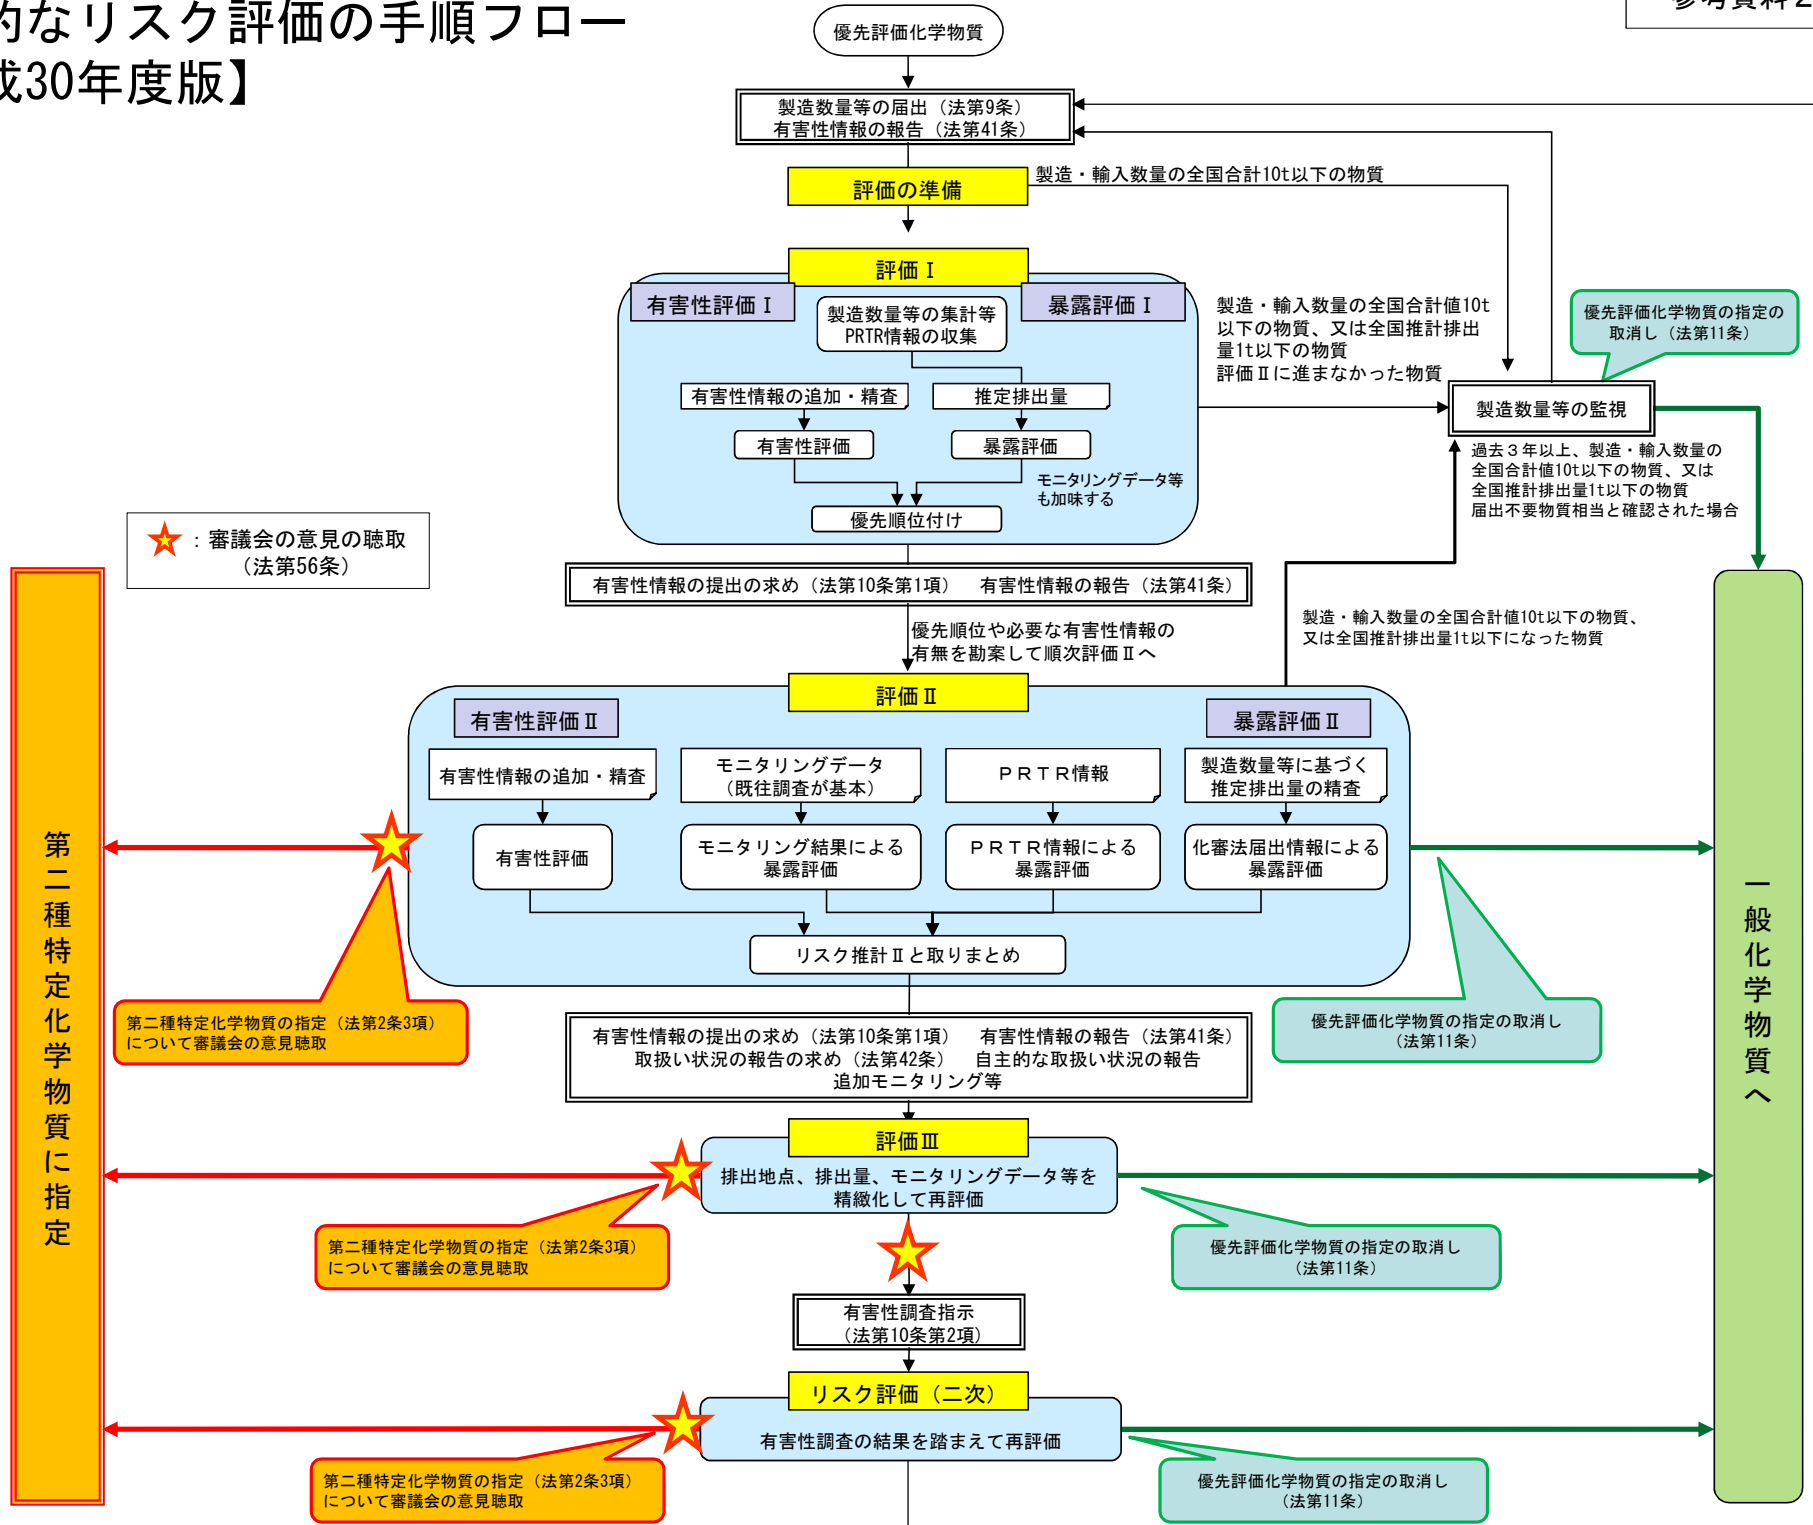 的なリスク評価の手順フロー
成30年度版】
参考資料2
優先評価化学物質
製造数量等の届出（法第9条）
有害性情報の報告（法第41条）
評価の準備
製造・輸入数量の全国合計10t以下の物質
評価Ⅰ
有害性評価Ⅰ
製造数量等の集計等
PRTR情報の収集
暴露評価Ⅰ
有害性情報の追加・精査
推定排出量
有害性評価
暴露評価
モニタリングデータ等
も加味する
優先順位付け
製造・輸入数量の全国合計値10t
以下の物質、又は全国推計排出
量1t以下の物質
評価Ⅱに進まなかった物質
優先評価化学物質の指定の
取消し（法第11条）
製造数量等の監視
過去３年以上、製造・輸入数量の
全国合計値10t以下の物質、又は
全国推計排出量1t以下の物質
届出不要物質相当と確認された場合
：審議会の意見の聴取
（法第56条）
有害性情報の提出の求め（法第10条第1項）　有害性情報の報告（法第41条）
優先順位や必要な有害性情報の
有無を勘案して順次評価Ⅱへ
製造・輸入数量の全国合計値10t以下の物質、
又は全国推計排出量1t以下になった物質
評価Ⅱ
有害性評価Ⅱ
暴露評価Ⅱ
有害性情報の追加・精査
モニタリングデータ
（既往調査が基本）
ＰＲＴＲ情報
製造数量等に基づく
推定排出量の精査
有害性評価
モニタリング結果による
暴露評価
ＰＲＴＲ情報による
暴露評価
化審法届出情報による
暴露評価
リスク推計Ⅱと取りまとめ
第二種特定化学物質に指定
一般化学物質へ
第二種特定化学物質の指定（法第2条3項）
について審議会の意見聴取
優先評価化学物質の指定の取消し
（法第11条）
有害性情報の提出の求め（法第10条第1項）　有害性情報の報告（法第41条）
取扱い状況の報告の求め（法第42条）　自主的な取扱い状況の報告
追加モニタリング等
評価Ⅲ
排出地点、排出量、モニタリングデータ等を
精緻化して再評価
第二種特定化学物質の指定（法第2条3項）
について審議会の意見聴取
優先評価化学物質の指定の取消し
（法第11条）
有害性調査指示
（法第10条第2項）
リスク評価（二次）
有害性調査の結果を踏まえて再評価
第二種特定化学物質の指定（法第2条3項）
について審議会の意見聴取
優先評価化学物質の指定の取消し
（法第11条）